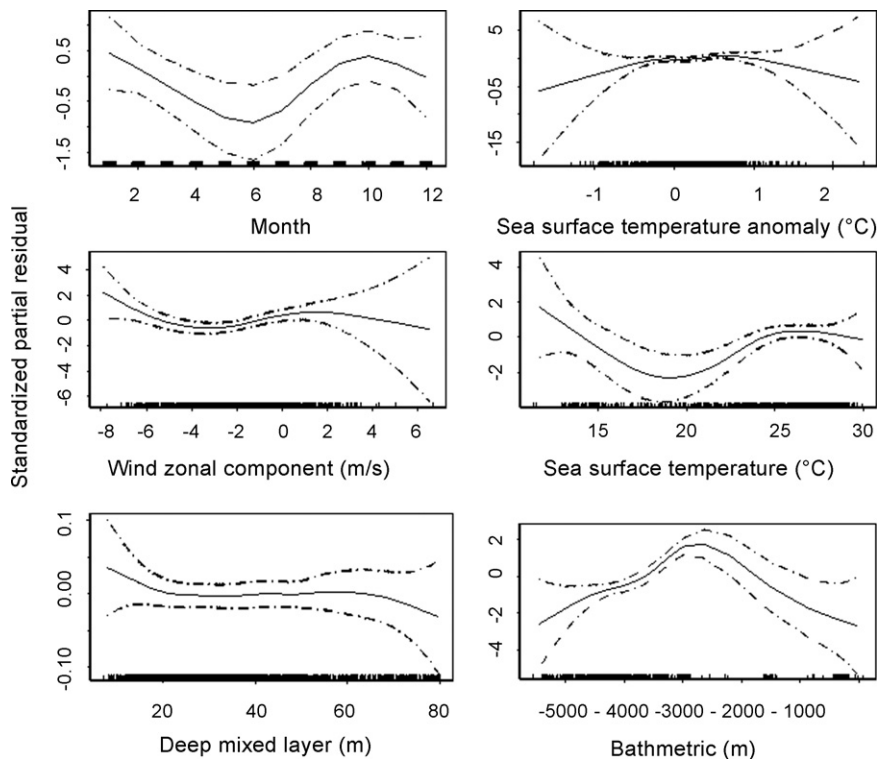 Standardized partial residual
0.5
-0.5
-1.5
2 4 6 8 10 12
Month
5
-05
-15
-1 0 1 2
Sea surface temperature anomaly (°C)
4
2
0
-2
-4
-6
-8 -6 -4 -2 0 2 4 6
Wind zonal component (m/s)
4
2
0
-2
15 20 25 30
Sea surface temperature (°C)
0.1
0.00
-0.10
20 40 60 80
Deep mixed layer (m)
2
0
-2
-4
-5000 - 4000 -3000 - 2000 - 1000
Bathmetric (m)